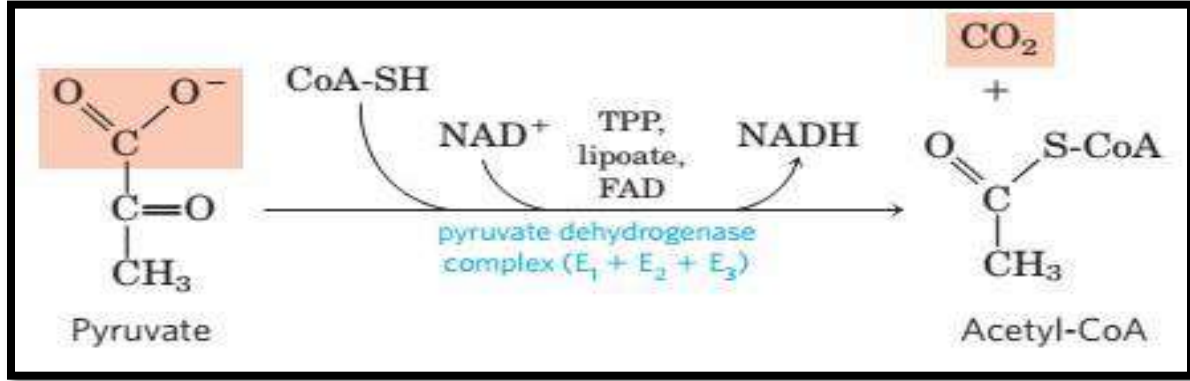 O O⁻
C
C=O
CH₃
Pyruvate
CoA-SH
NAD⁺
TPP,
lipoate,
FAD
NADH
pyruvate dehydrogenase
complex (E₁ + E₂ + E₃)
CO₂
+
O S-CoA
C
CH₃
Acetyl-CoA